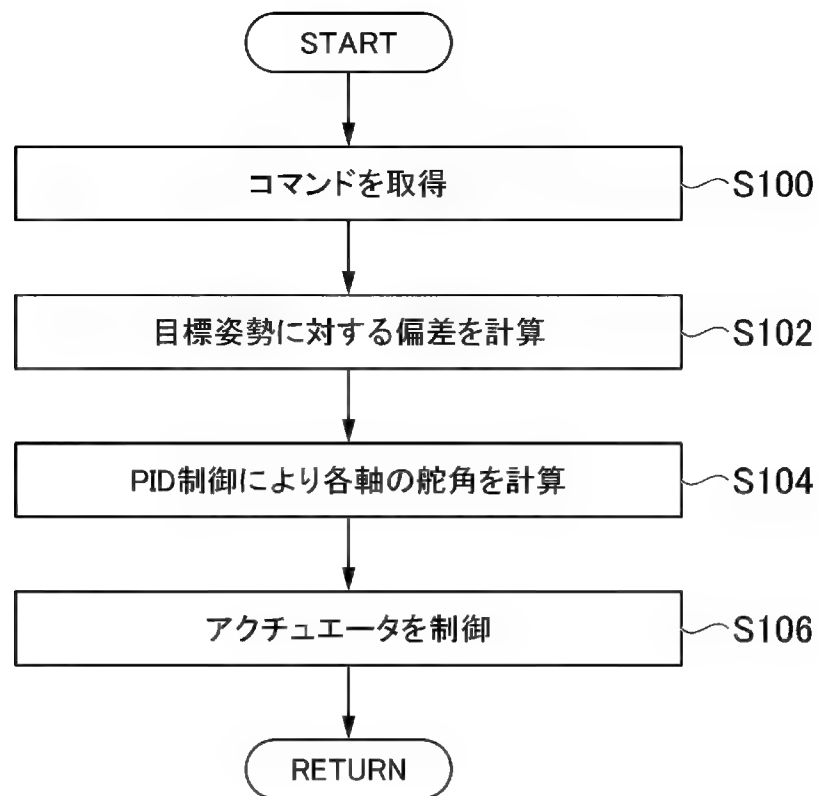 START
コマンドを取得
S100
目標姿勢に対する偏差を計算
S102
PID制御により各軸の舵角を計算
S104
アクチュエータを制御
S106
RETURN